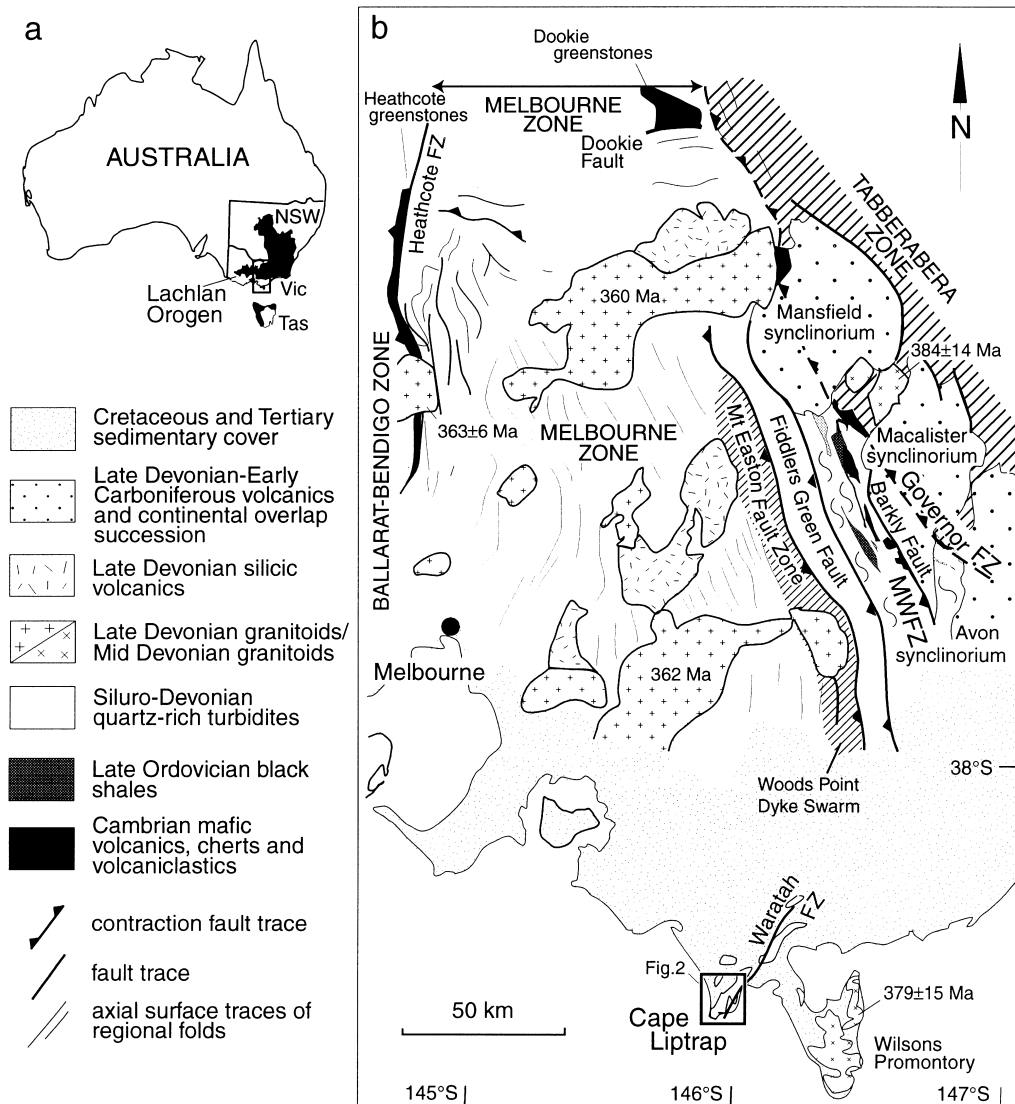 a
AUSTRALIA
NSW
Lachlan
Orogen
Vic
Tas
Cretaceous and Tertiary
sedimentary cover
Late Devonian-Early
Carboniferous volcanics
and continental overlap
succession
Late Devonian silicic
volcanics
Late Devonian granitoids/
Mid Devonian granitoids
Siluro-Devonian
quartz-rich turbidites
Late Ordovician black
shales
Cambrian mafic
volcanics, cherts and
volcaniclastics
contraction fault trace
fault trace
axial surface traces of
regional folds
b
Dookie
greenstones
Heathcote
greenstones
MELBOURNE
ZONE
Dookie
Fault
N
Heathcote FZ
TABBERABERA
ZONE
360 Ma
Mansfield
synclinorium
384±14 Ma
BALLARAT-BENDIGO ZONE
363±6 Ma
MELBOURNE
ZONE
Mt Easton Fault Zone
Fiddlers Green Fault
Macalister
synclinorium
Barkly Fault
Governor FZ
MWFZ
Avon
synclinorium
Melbourne
362 Ma
38°S
Woods Point
Dyke Swarm
Waratah
FZ
Fig.2
50 km
Cape
Liptrap
379±15 Ma
Wilsons
Promontory
145°S
146°S
147°S